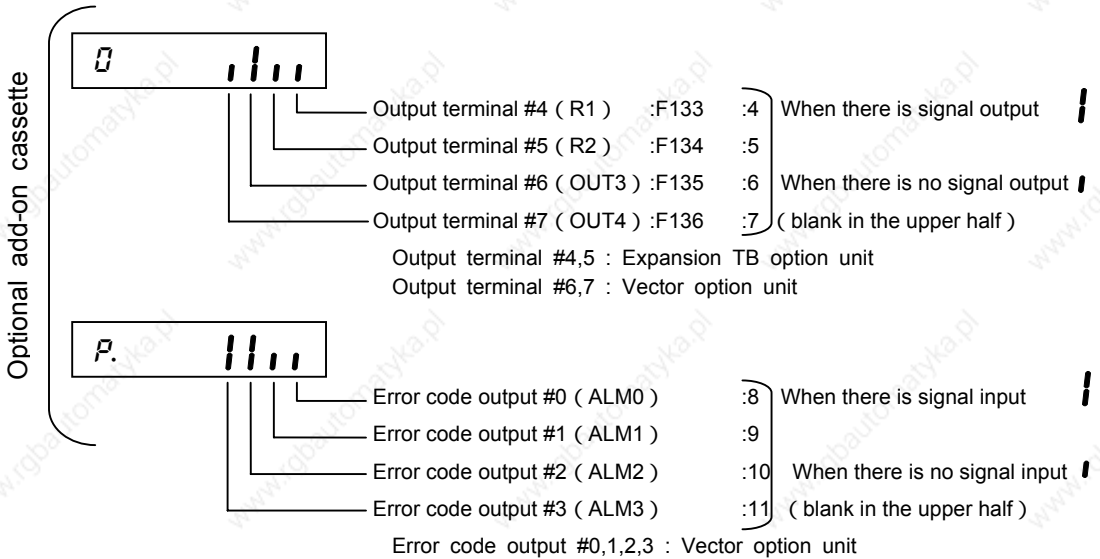 Optional add-on cassette
0
Output terminal #4 ( R1 ) :F133 :4 When there is signal output
Output terminal #5 ( R2 ) :F134 :5
Output terminal #6 ( OUT3 ) :F135 :6 When there is no signal output
Output terminal #7 ( OUT4 ) :F136 :7 ( blank in the upper half )
Output terminal #4,5 : Expansion TB option unit
Output terminal #6,7 : Vector option unit
P.
Error code output #0 ( ALM0 ) :8 When there is signal input
Error code output #1 ( ALM1 ) :9
Error code output #2 ( ALM2 ) :10 When there is no signal input
Error code output #3 ( ALM3 ) :11 ( blank in the upper half )
Error code output #0,1,2,3 : Vector option unit
www.rgbautomatyka.pl